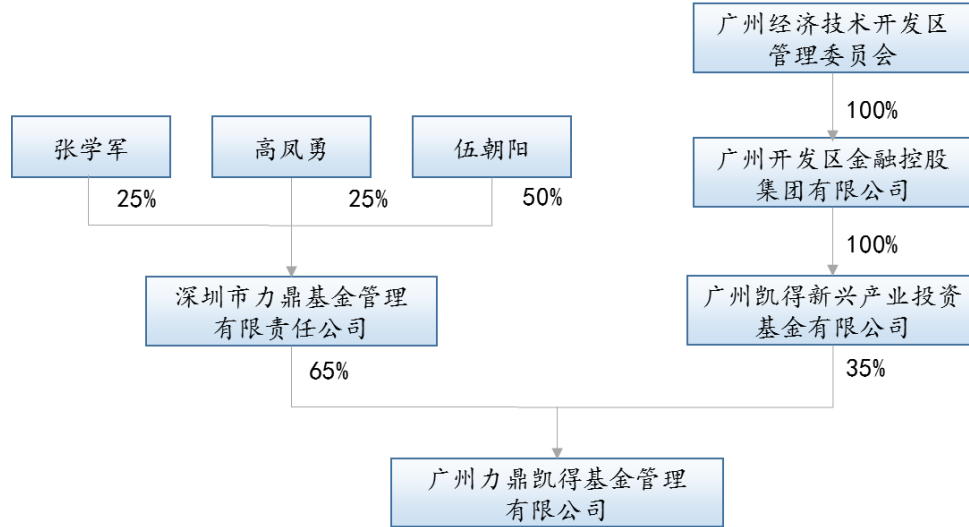 广州经济技术开发区
管理委员会
100%
张学军
高凤勇
伍朝阳
广州开发区金融控股
集团有限公司
25%
25%
50%
100%
深圳市力鼎基金管理
有限责任公司
广州凯得新兴产业投资
基金有限公司
65%
35%
广州力鼎凯得基金管理
有限公司